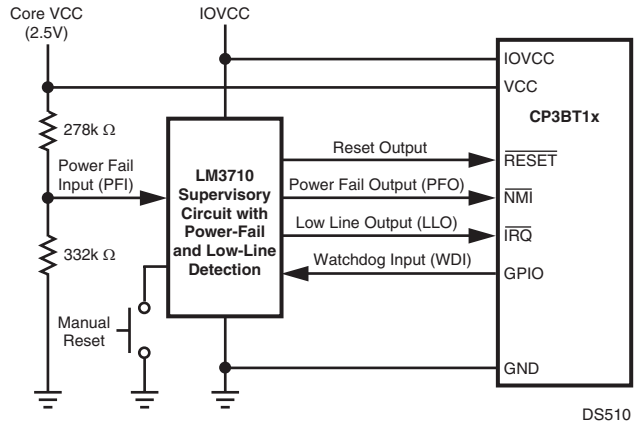 Core VCC
(2.5V)
IOVCC
IOVCC
VCC
CP3BT1x
278k Ω
Power Fail
Input (PFI)
LM3710
Supervisory
Circuit with
Power-Fail
and Low-Line
Detection
Reset Output
RESET
Power Fail Output (PFO)
NMI
Low Line Output (LLO)
IRQ
Watchdog Input (WDI)
GPIO
332k Ω
Manual
Reset
GND
DS510